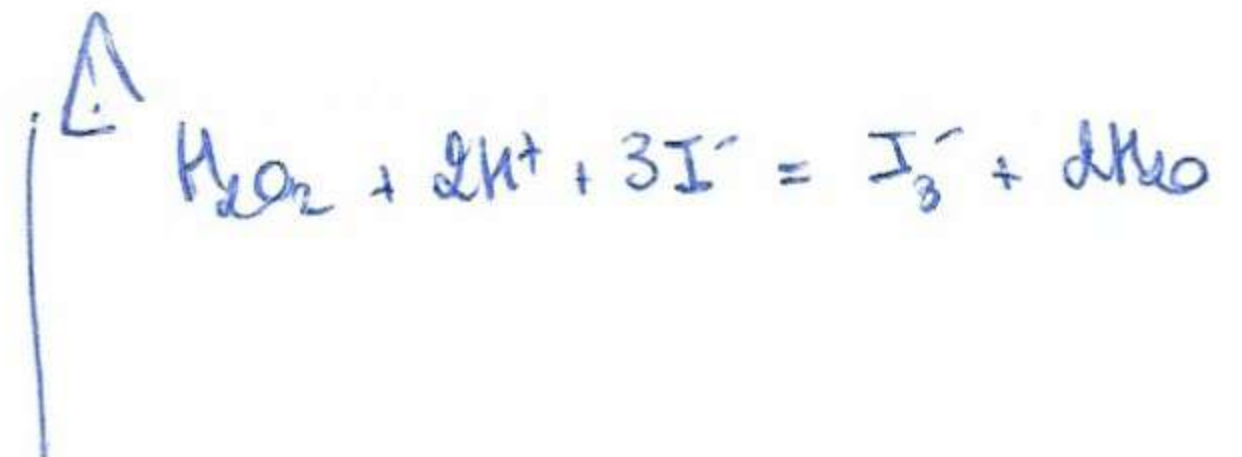 H₂O₂ + 2H⁺ + 3I⁻ = I₃⁻ + 2H₂O